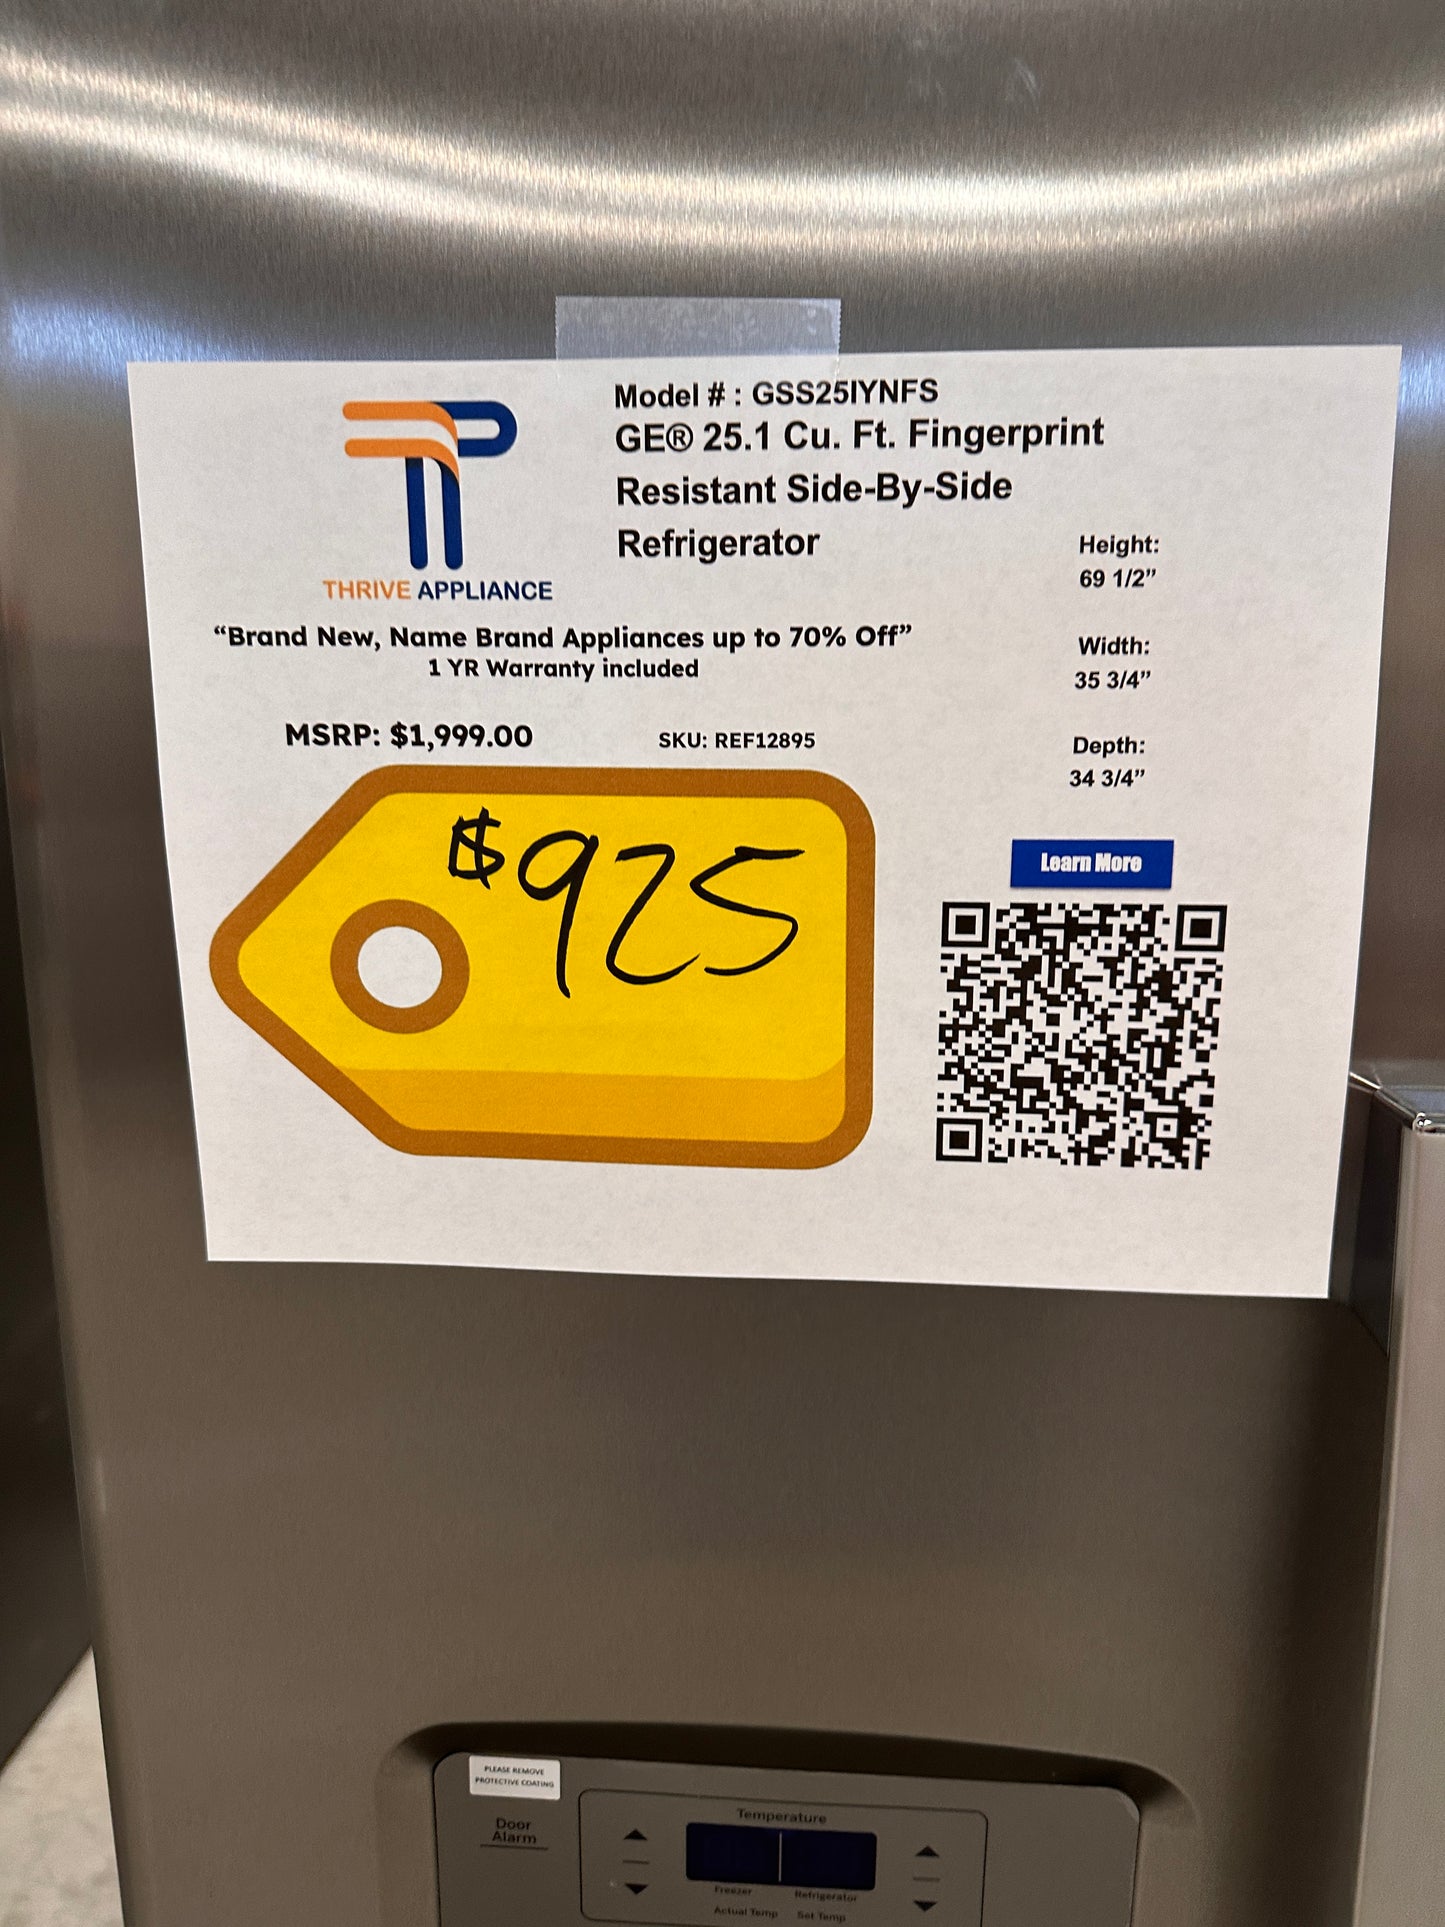 Model # : GSS25IYNFS
GE® 25.1 Cu. Ft. Fingerprint
Resistant Side-By-Side
Refrigerator
THRIVE APPLIANCE
“Brand New, Name Brand Appliances up to 70% Off”
1 YR Warranty included
MSRP: $1,999.00
SKU: REF12895
$925
Height:
69 1/2”
Width:
35 3/4”
Depth:
34 3/4”
Learn More
PLEASE REMOVE
PROTECTIVE COATING
Door
Alarm
Temperature
Freezer
Refrigerator
Actual Temp
Set Temp